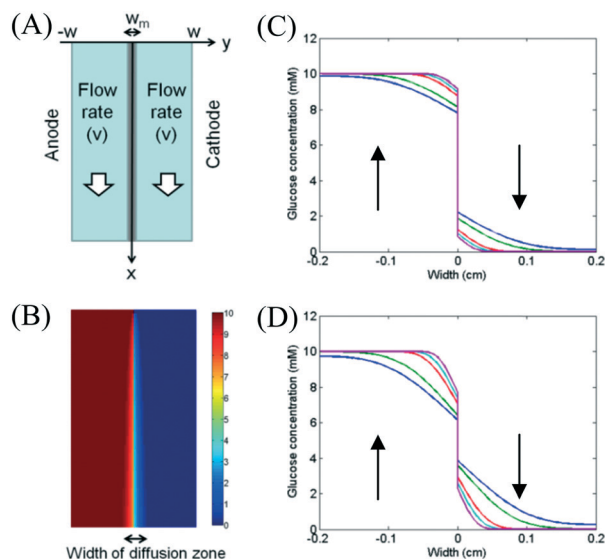 (A)
-w
w_m
w
y
Anode
Flow
rate
(v)
Flow
rate
(v)
Cathode
x
(B)
10
9
8
7
6
5
4
3
2
1
0
Width of diffusion zone
(C)
Glucose concentration (mM)
12
10
8
6
4
2
0
-0.2 -0.1 0 0.1 0.2
Width (cm)
(D)
Glucose concentration (mM)
12
10
8
6
4
2
0
-0.2 -0.1 0 0.1 0.2
Width (cm)